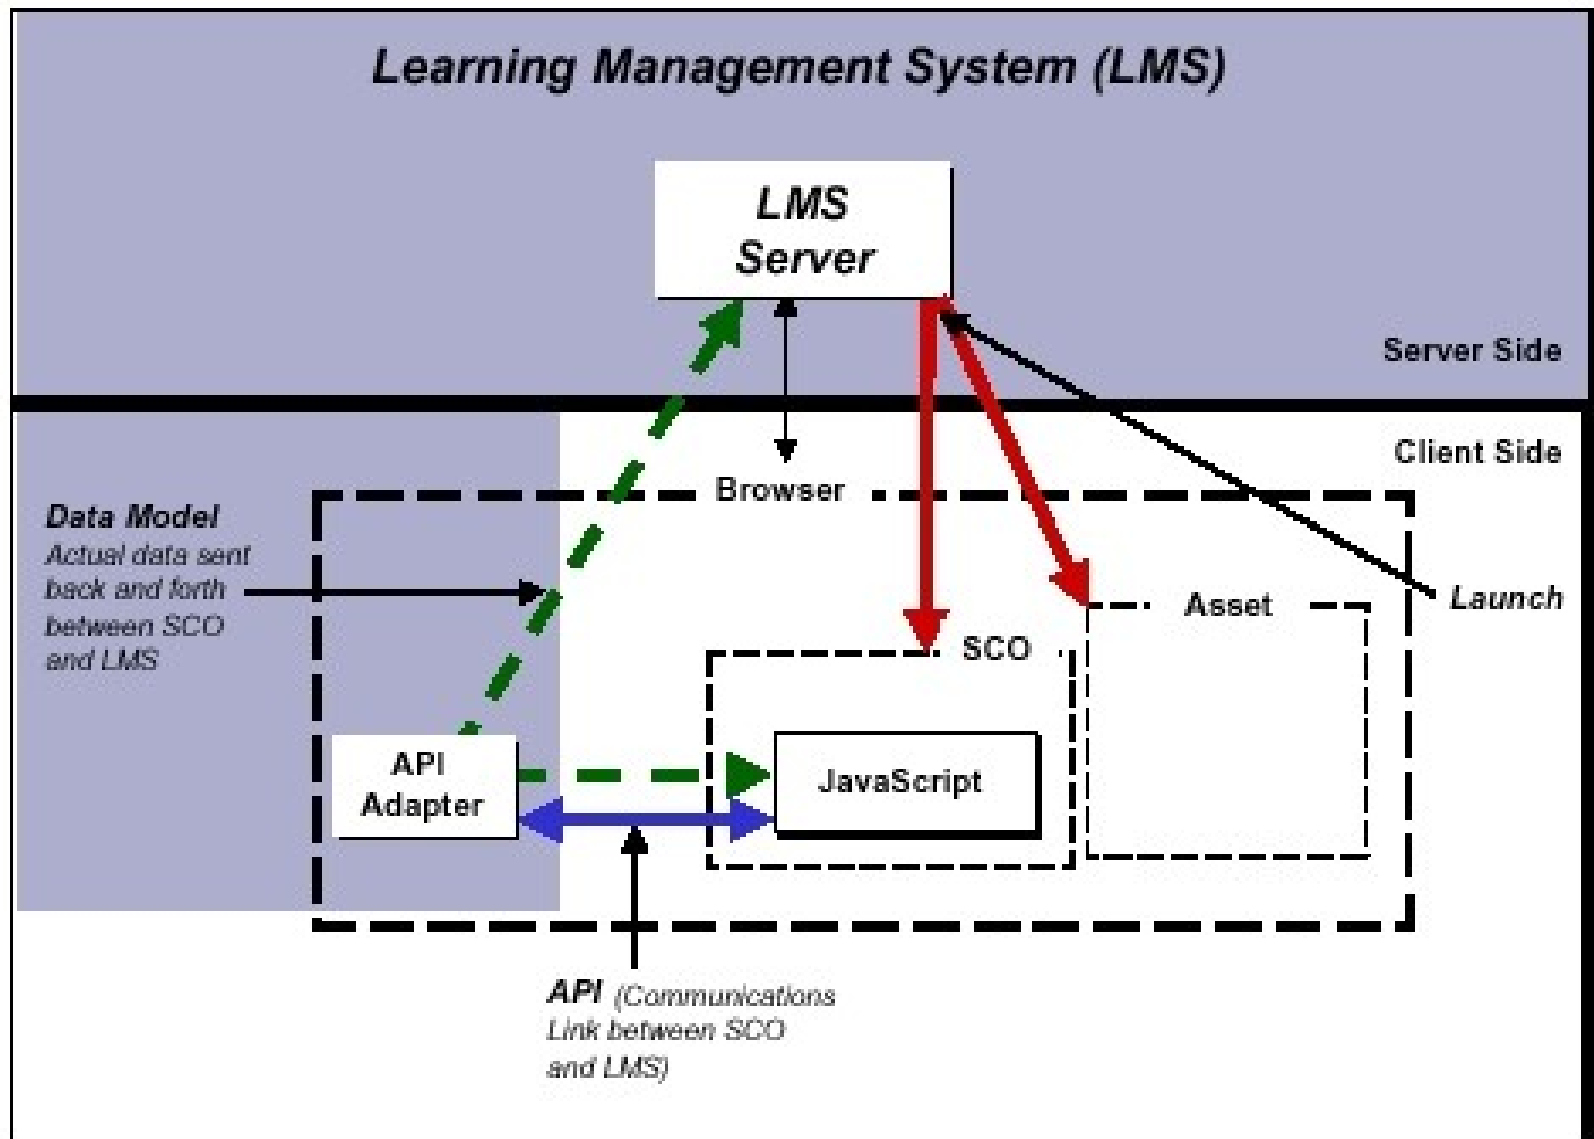 Learning Management System (LMS)
LMS
Server
Server Side
Client Side
Browser
Data Model
Actual data sent
back and forth
between SCO
and LMS
Launch
Asset
SCO
API
Adapter
JavaScript
API (Communications
Link between SCO
and LMS)